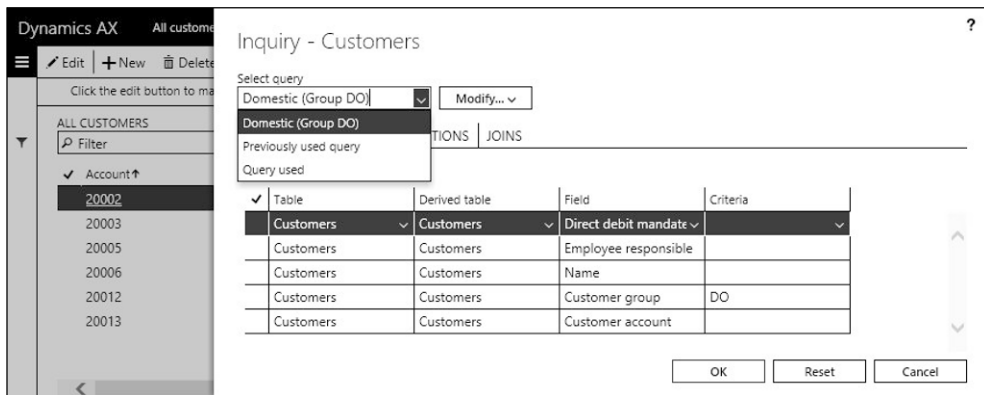 Dynamics AX All custome
?
Inquiry - Customers
Edit + New Delete
Click the edit button to ma
Select query
Domestic (Group DO)
Modify...
Domestic (Group DO)
Previously used query
Query used
TIONS JOINS
ALL CUSTOMERS
Filter
Account↑
20002
20003
20005
20006
20012
20013
Table Derived table Field Criteria
Customers Customers Direct debit mandate
Customers Customers Employee responsible
Customers Customers Name
Customers Customers Customer group DO
Customers Customers Customer account
OK Reset Cancel